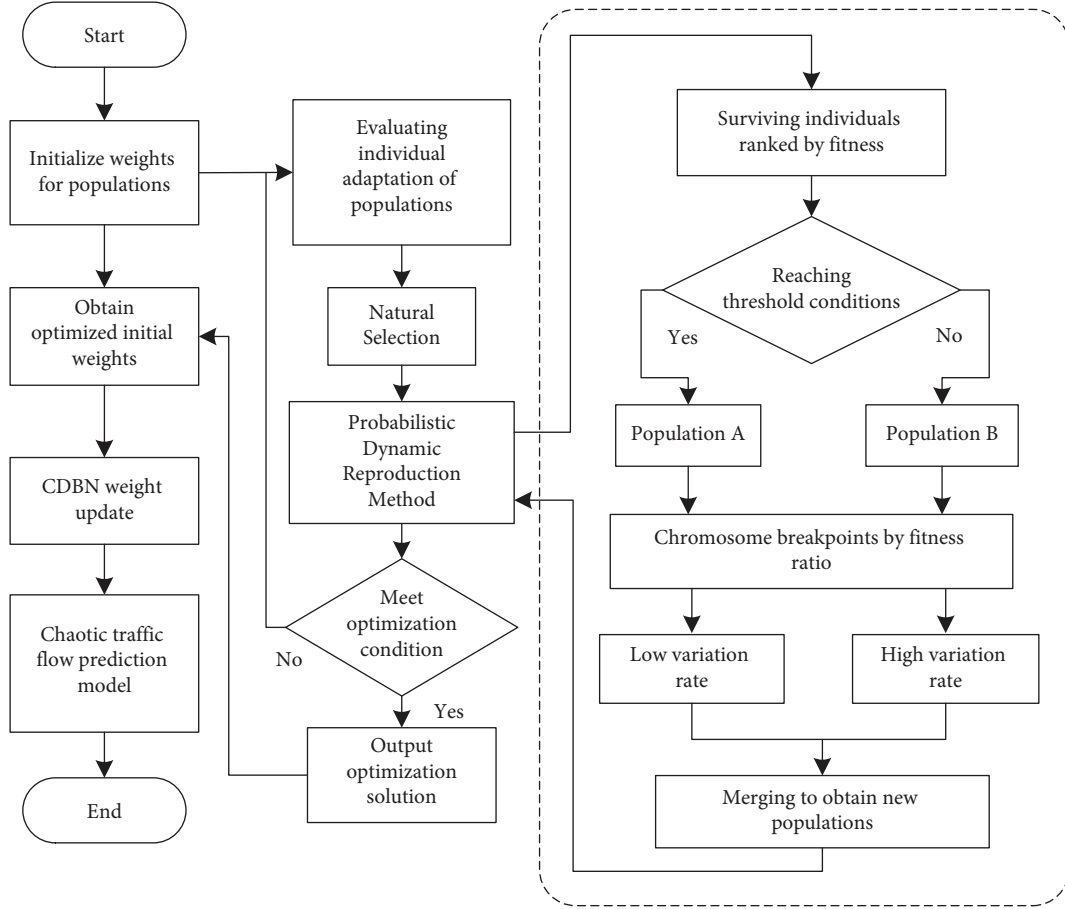 Start
Initialize weights
for populations
Obtain
optimized initial
weights
CDBN weight
update
Chaotic traffic
flow prediction
model
End
Evaluating
individual
adaptation of
populations
Natural
Selection
Probabilistic
Dynamic
Reproduction
Method
Meet
optimization
condition
No
Yes
Output
optimization
solution
Surviving individuals
ranked by fitness
Reaching
threshold conditions
Yes
No
Population A
Population B
Chromosome breakpoints by fitness
ratio
Low variation
rate
High variation
rate
Merging to obtain new
populations